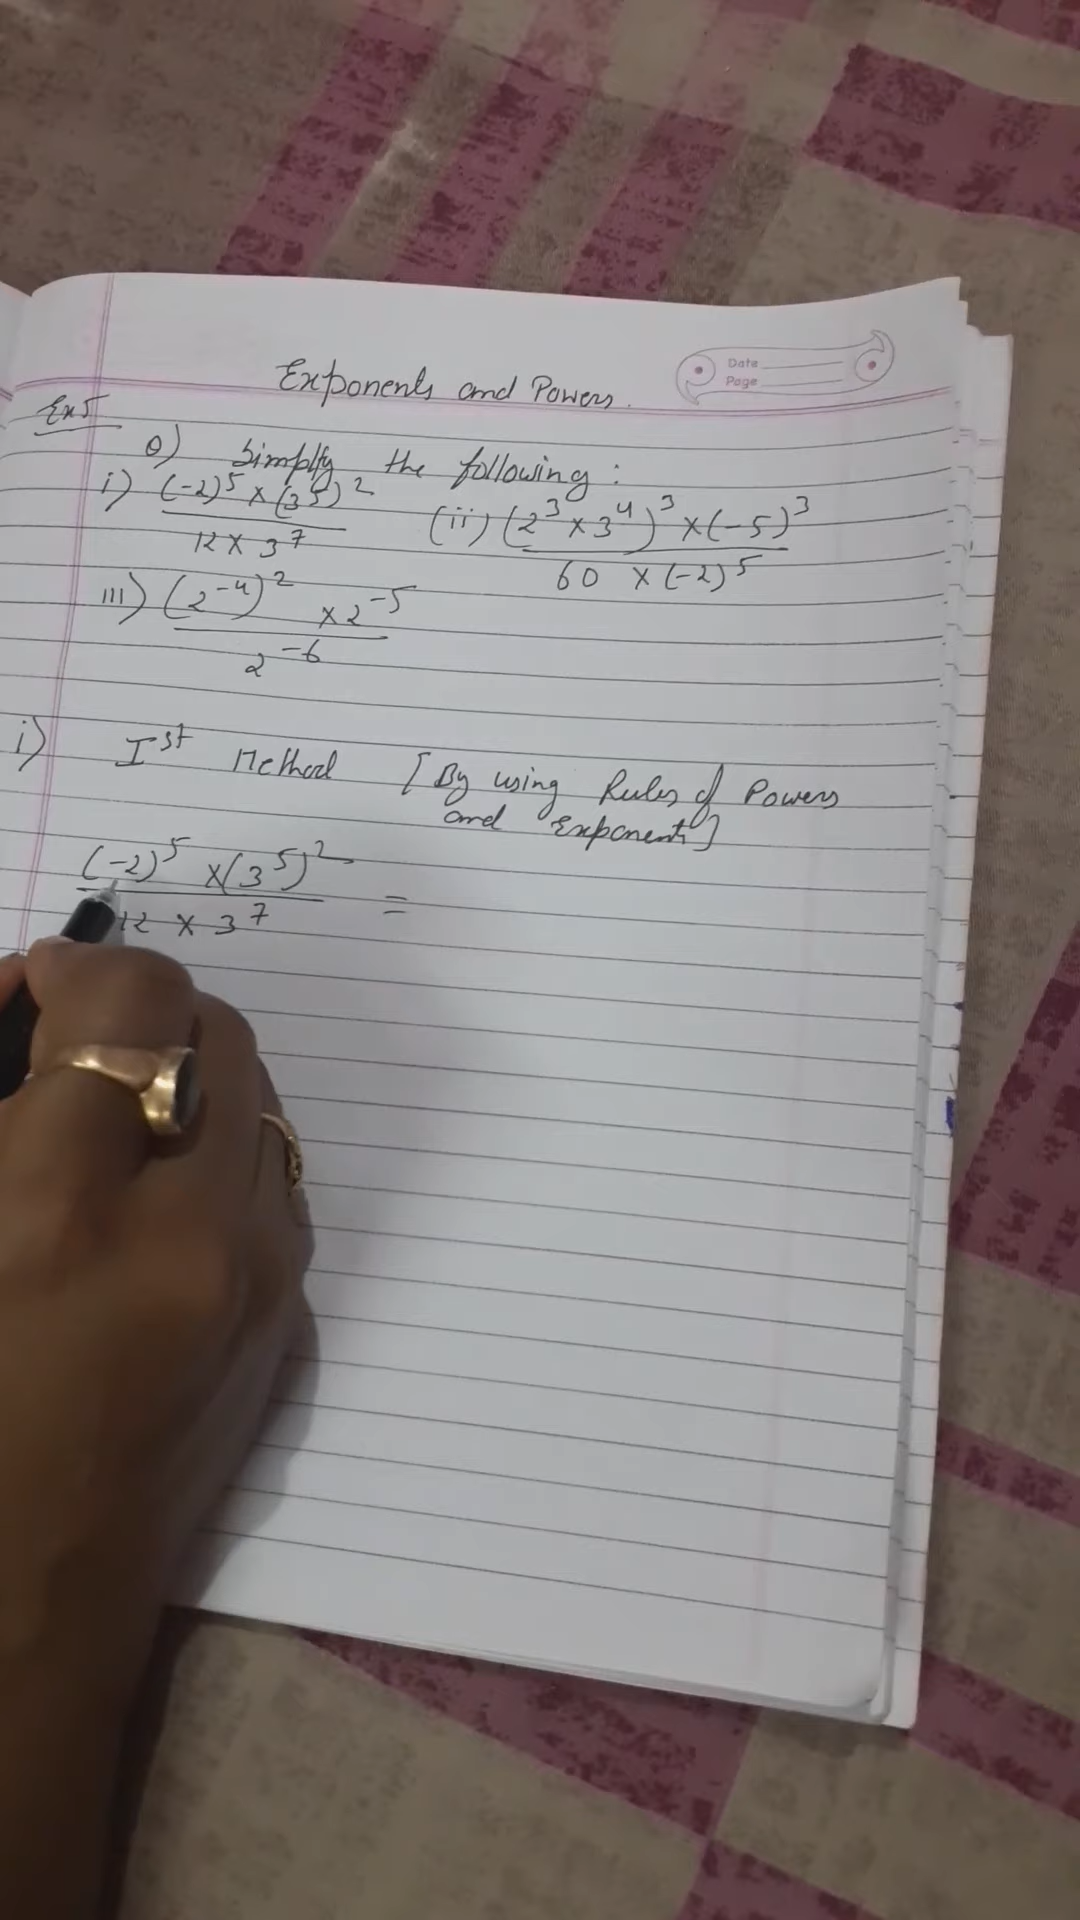 Date
Page
Exponents and Powers.
Ex 5
Q) Simplify the following :
i) (-2)^5 × (3^5)^2 / 12 × 3^7 (ii) (2^3 × 3^4)^3 × (-5)^3 / 60 × (-2)^5
iii) (2^-4)^2 × 2^-5 / 2^-6
i) Ist Method [By using Rules of Powers
and Exponents]
(-2)^5 × (3^5)^2 / 12 × 3^7 =